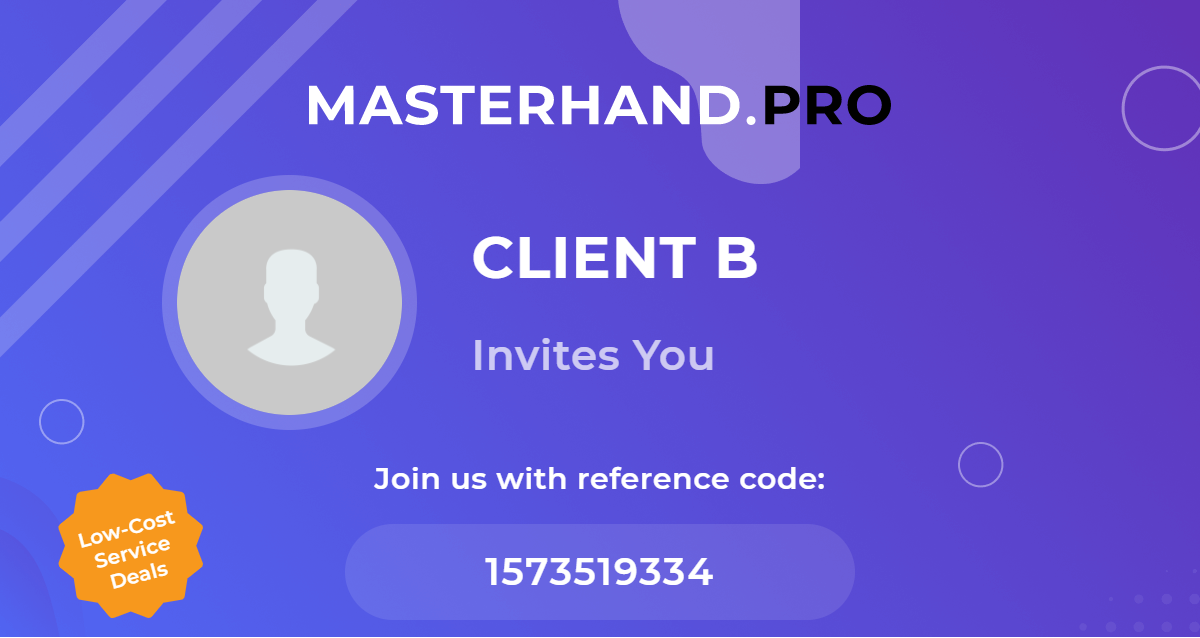 MASTERHAND.PRO
CLIENT B
Invites You
Join us with reference code:
1573519334
Low-Cost
Service
Deals